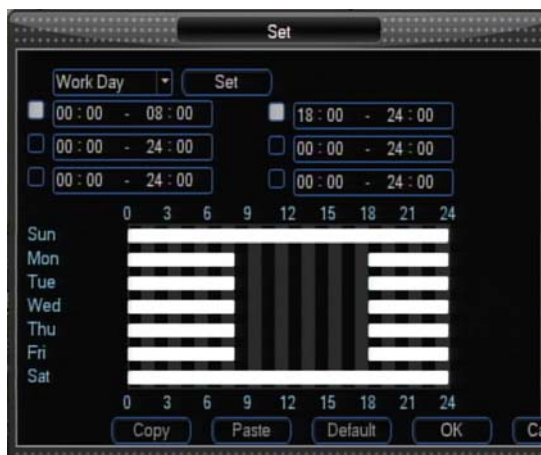 Set
Work Day Set
00 : 00 - 08 : 00 18 : 00 - 24 : 00
00 : 00 - 24 : 00 00 : 00 - 24 : 00
00 : 00 - 24 : 00 00 : 00 - 24 : 00
0 3 6 9 12 15 18 21 24
Sun
Mon
Tue
Wed
Thu
Fri
Sat
0 3 6 9 12 15 18 21 24
Copy Paste Default OK